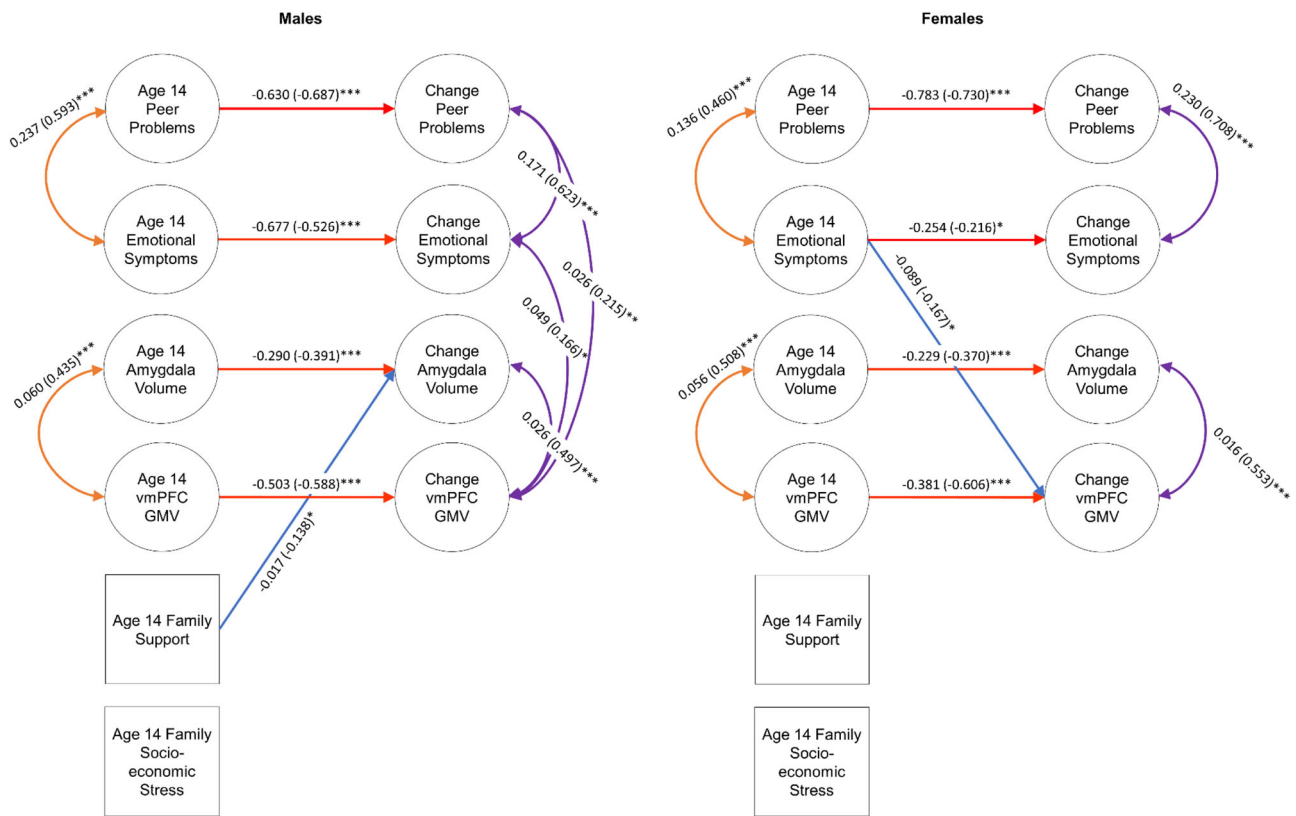 Males
Females
Age 14
Peer
Problems
-0.630 (-0.687)***
Change
Peer
Problems
0.237 (0.593)***
Age 14
Emotional
Symptoms
-0.677 (-0.526)***
Change
Emotional
Symptoms
0.171 (0.623)***
0.026 (0.215)**
0.049 (0.166)*
Age 14
Amygdala
Volume
-0.290 (-0.391)***
Change
Amygdala
Volume
0.060 (0.435)***
0.026 (0.497)***
Age 14
vmPFC
GMV
-0.503 (-0.588)***
Change
vmPFC
GMV
-0.017 (-0.138)*
Age 14 Family
Support
Age 14 Family
Socio-
economic
Stress
Age 14
Peer
Problems
-0.783 (-0.730)***
Change
Peer
Problems
0.136 (0.460)***
0.230 (0.708)***
Age 14
Emotional
Symptoms
-0.254 (-0.216)*
Change
Emotional
Symptoms
-0.089 (-0.167)*
Age 14
Amygdala
Volume
-0.229 (-0.370)***
Change
Amygdala
Volume
0.056 (0.508)***
0.016 (0.553)***
Age 14
vmPFC
GMV
-0.381 (-0.606)***
Change
vmPFC
GMV
Age 14 Family
Support
Age 14 Family
Socio-
economic
Stress